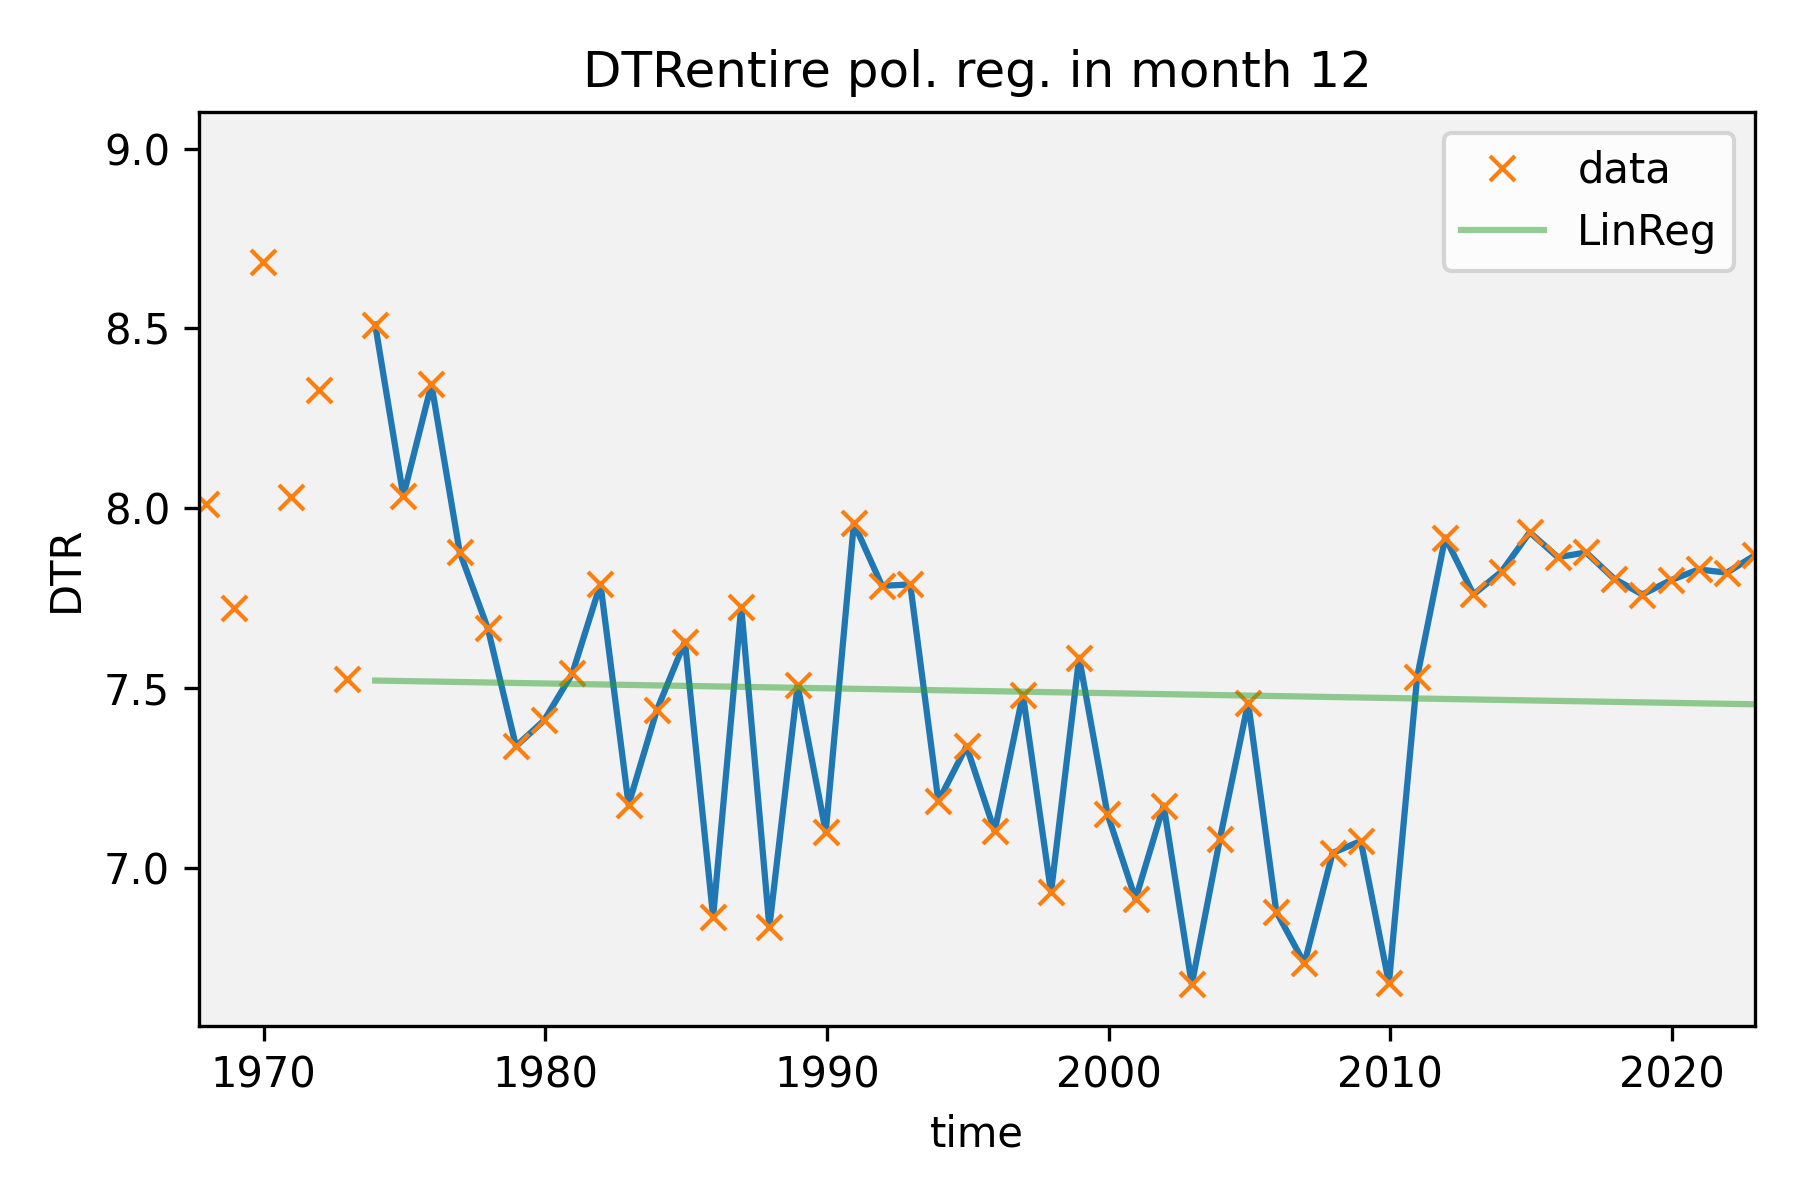 DTRentire pol. reg. in month 12
9.0
8.5
8.0
7.5
7.0
DTR
data
LinReg
1970 1980 1990 2000 2010 2020
time